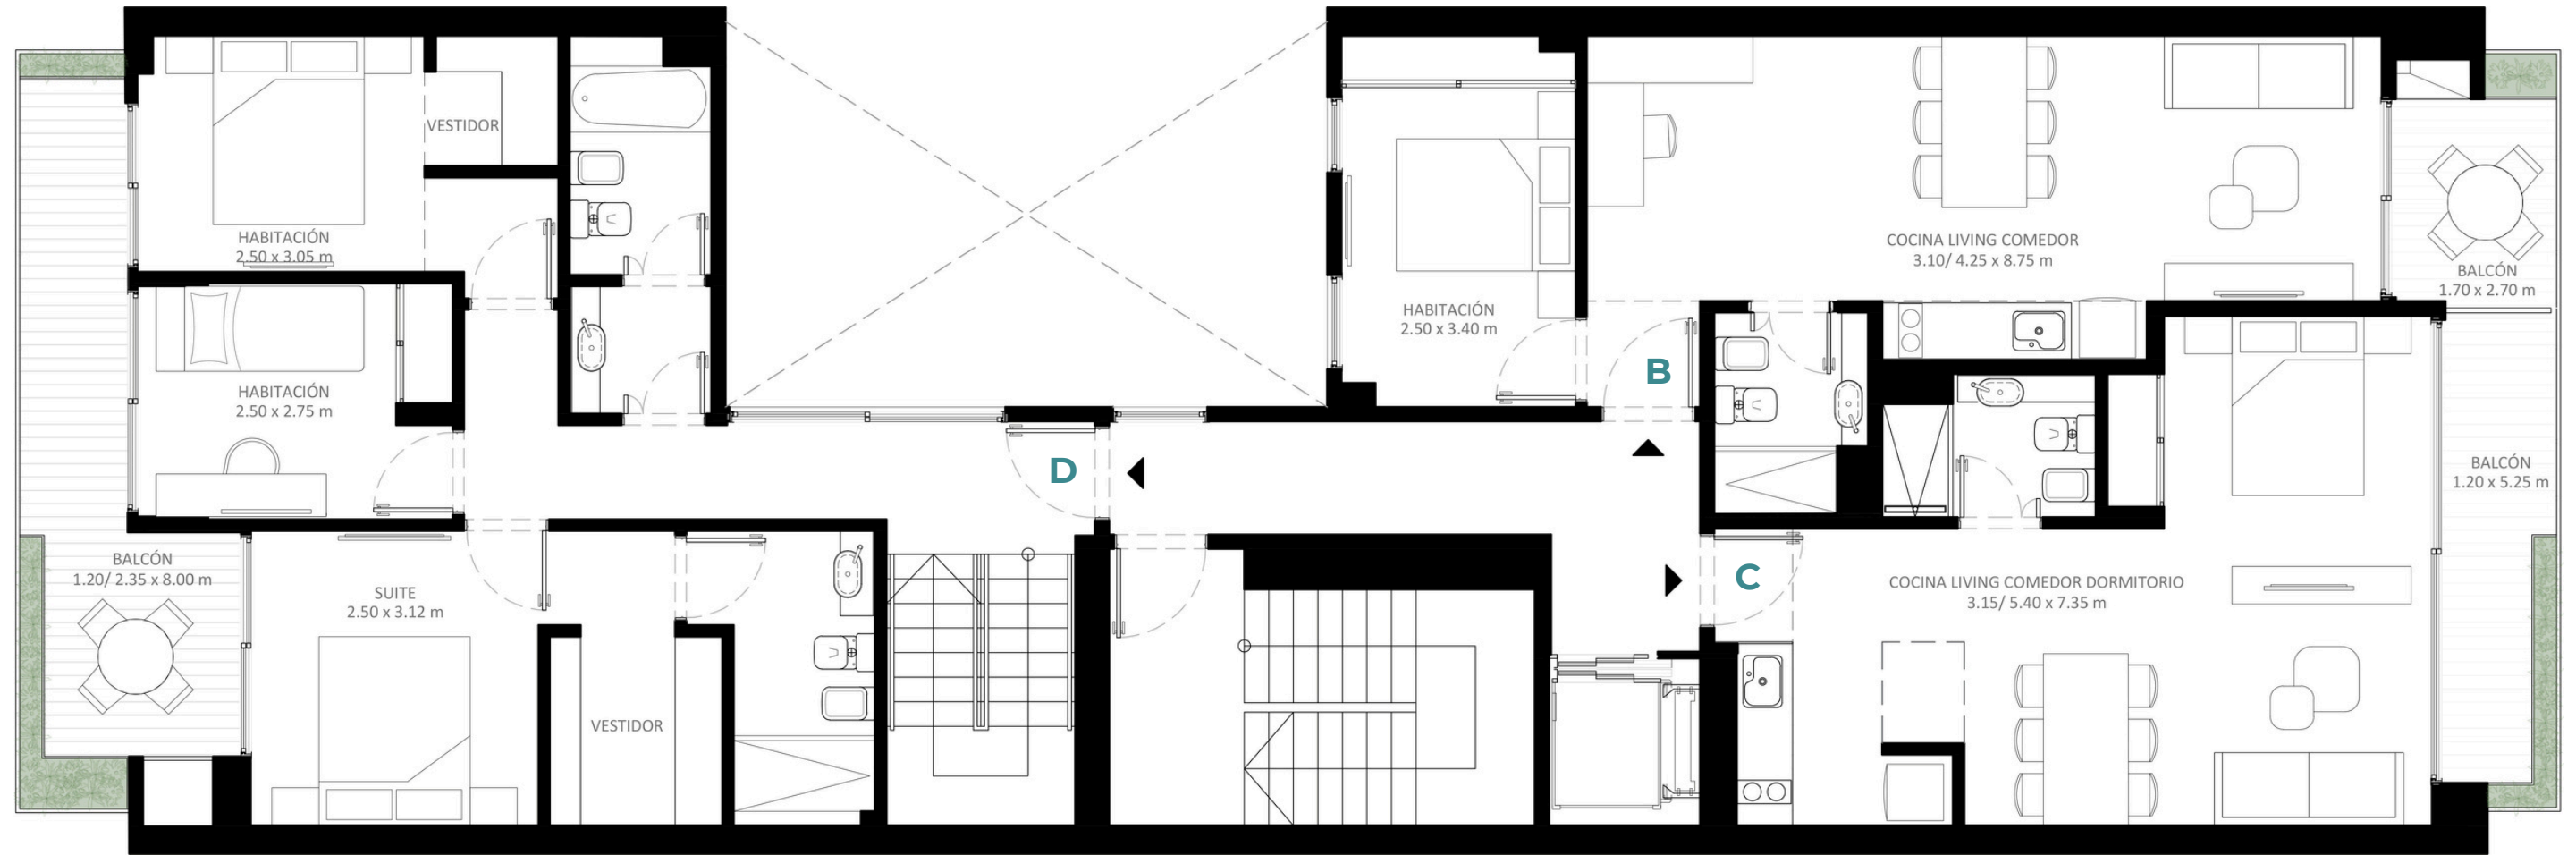 VESTIDOR
HABITACIÓN
2.50 x 3.05 m
HABITACIÓN
2.50 x 2.75 m
BALCÓN
1.20/ 2.35 x 8.00 m
SUITE
2.50 x 3.12 m
VESTIDOR
D
HABITACIÓN
2.50 x 3.40 m
B
COCINA LIVING COMEDOR
3.10/ 4.25 x 8.75 m
BALCÓN
1.70 x 2.70 m
C
COCINA LIVING COMEDOR DORMITORIO
3.15/ 5.40 x 7.35 m
BALCÓN
1.20 x 5.25 m